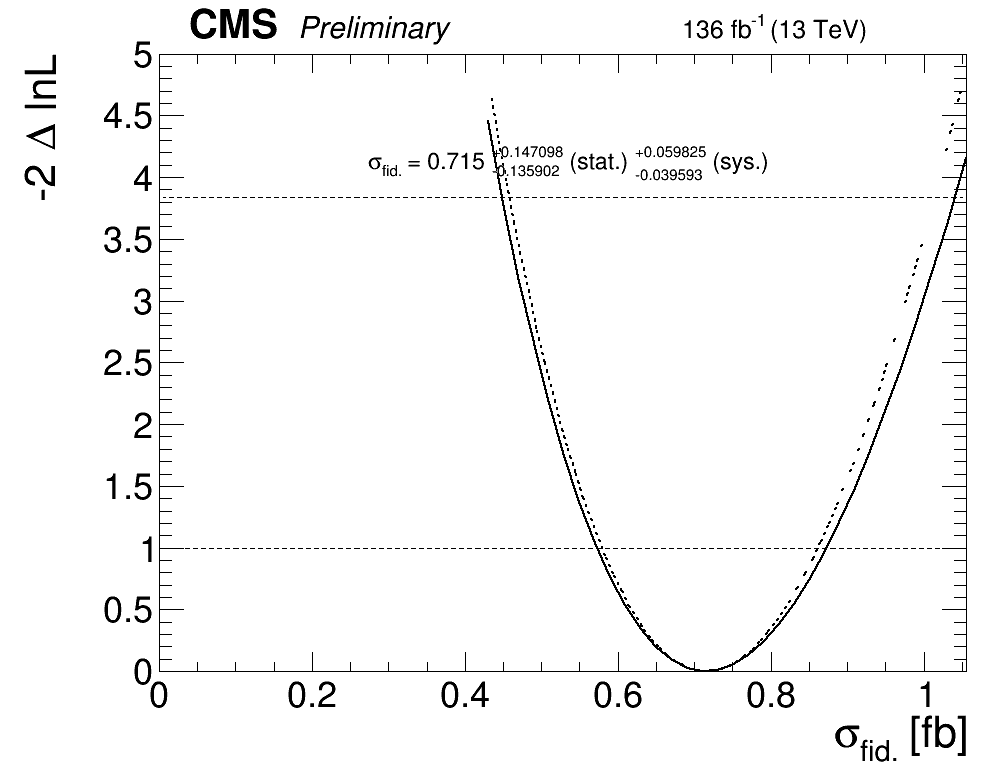 CMS Preliminary 136 fb-1 (13 TeV)
-2 Δ lnL
5
4.5
4
3.5
3
2.5
2
1.5
1
0.5
0
σfid. = 0.715 +0.147098 -0.135902 (stat.) +0.059825 -0.039593 (sys.)
0 0.2 0.4 0.6 0.8 1
σfid. [fb]